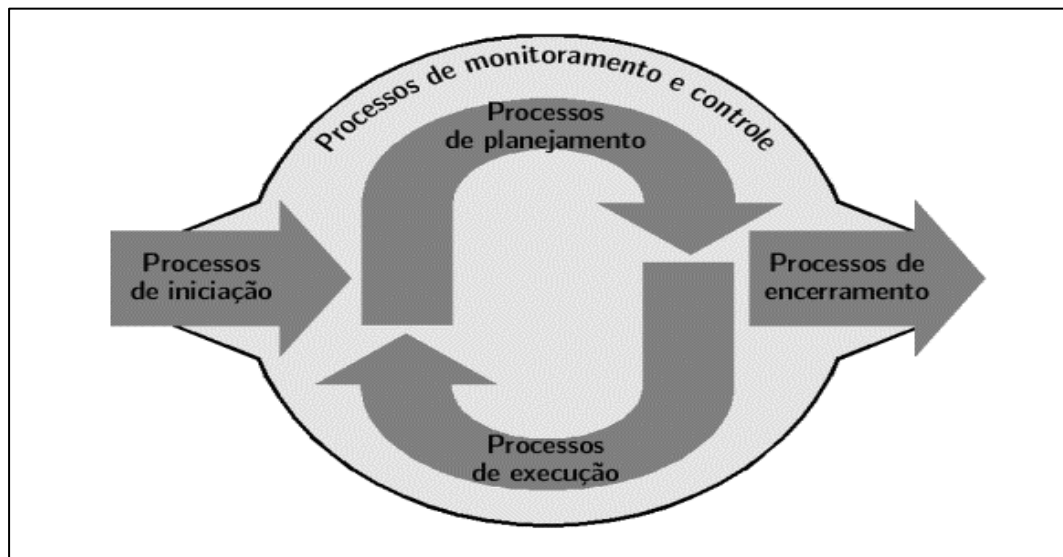 Processos de monitoramento e controle
Processos
de planejamento
Processos
de iniciação
Processos de
encerramento
Processos
de execução